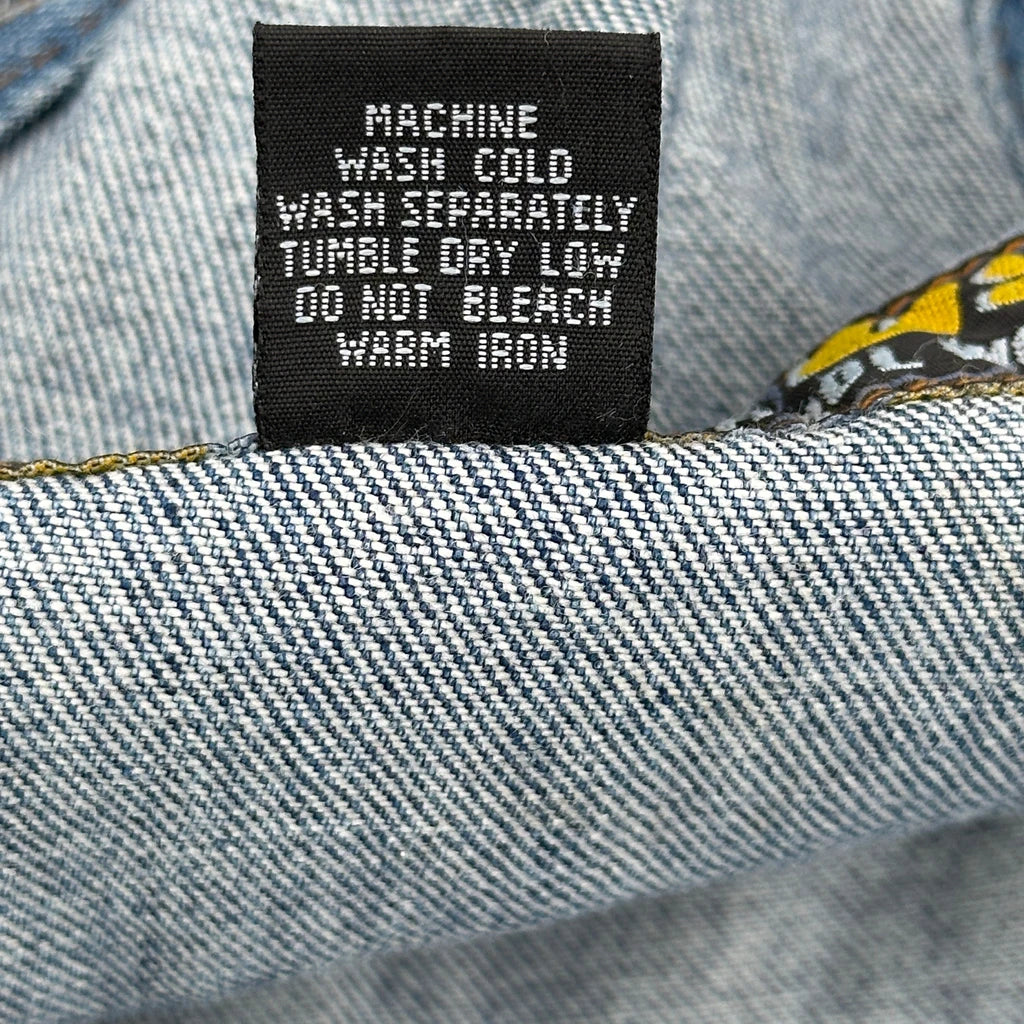 MACHINE
WASH COLD
WASH SEPARATELY
TUMBLE DRY LOW
DO NOT BLEACH
WARM IRON